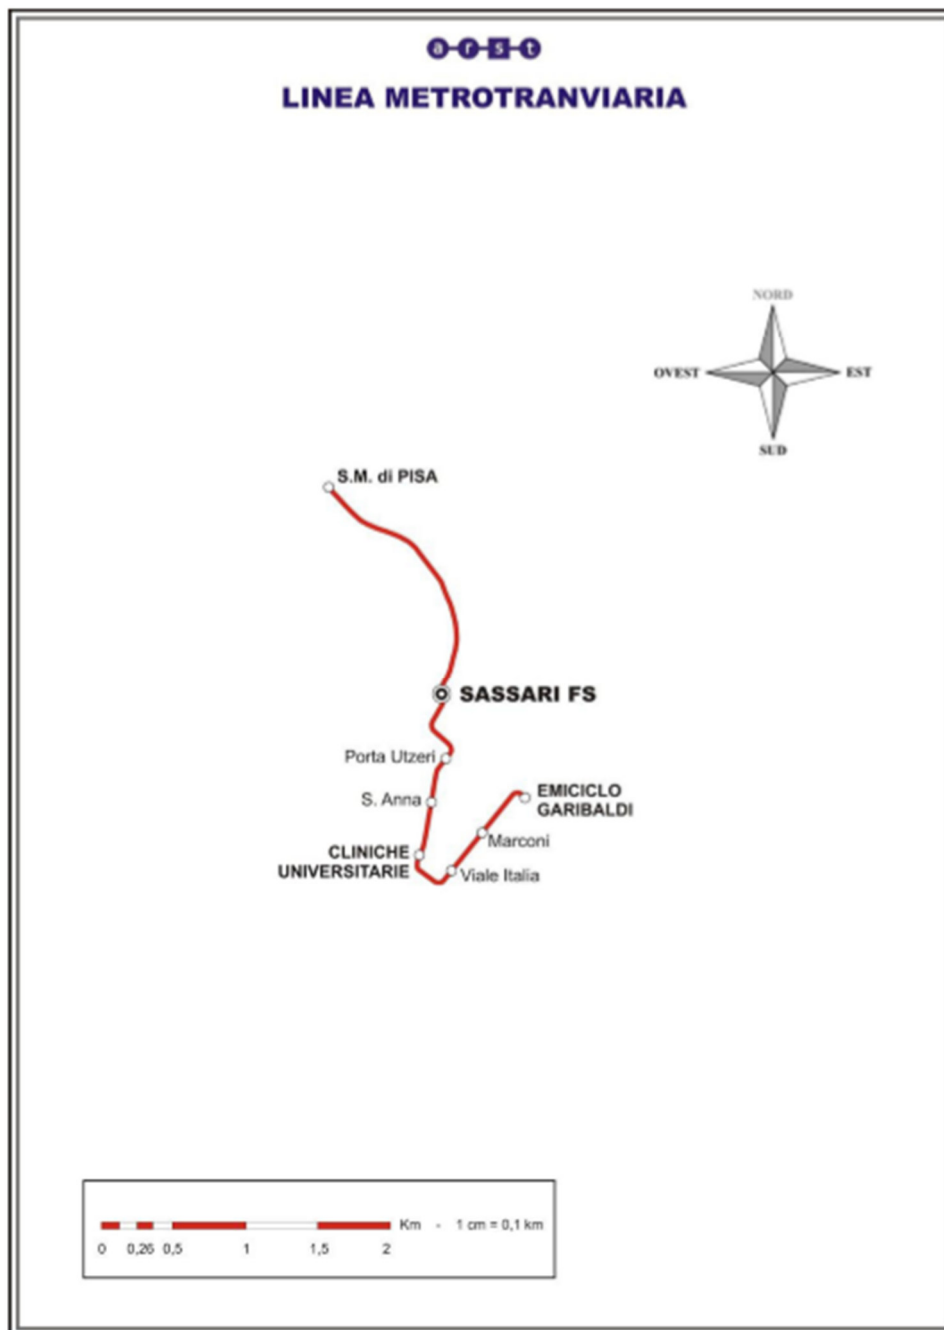 arst
LINEA METROTRANVIARIA
NORD
OVEST
EST
SUD
S.M. di PISA
SASSARI FS
Porta Utzeri
S. Anna
EMICICLO
GARIBALDI
Marconi
CLINICHE
UNIVERSITARIE
Viale Italia
Km - 1 cm = 0,1 km
0 0,26 0,5 1 1,5 2